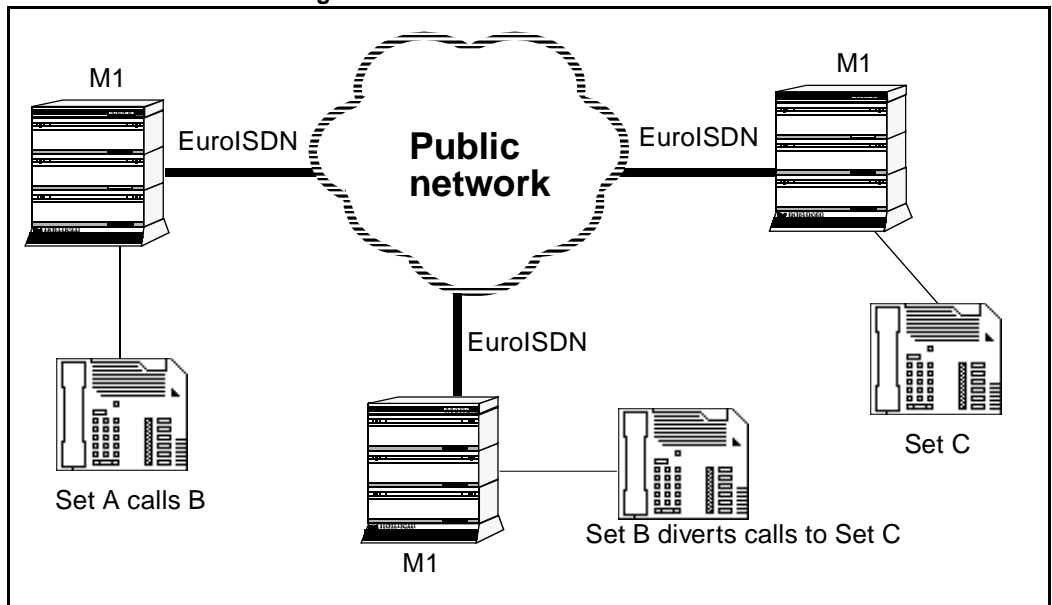 M1
M1
EuroISDN
Public
network
EuroISDN
EuroISDN
Set A calls B
Set C
Set B diverts calls to Set C
M1